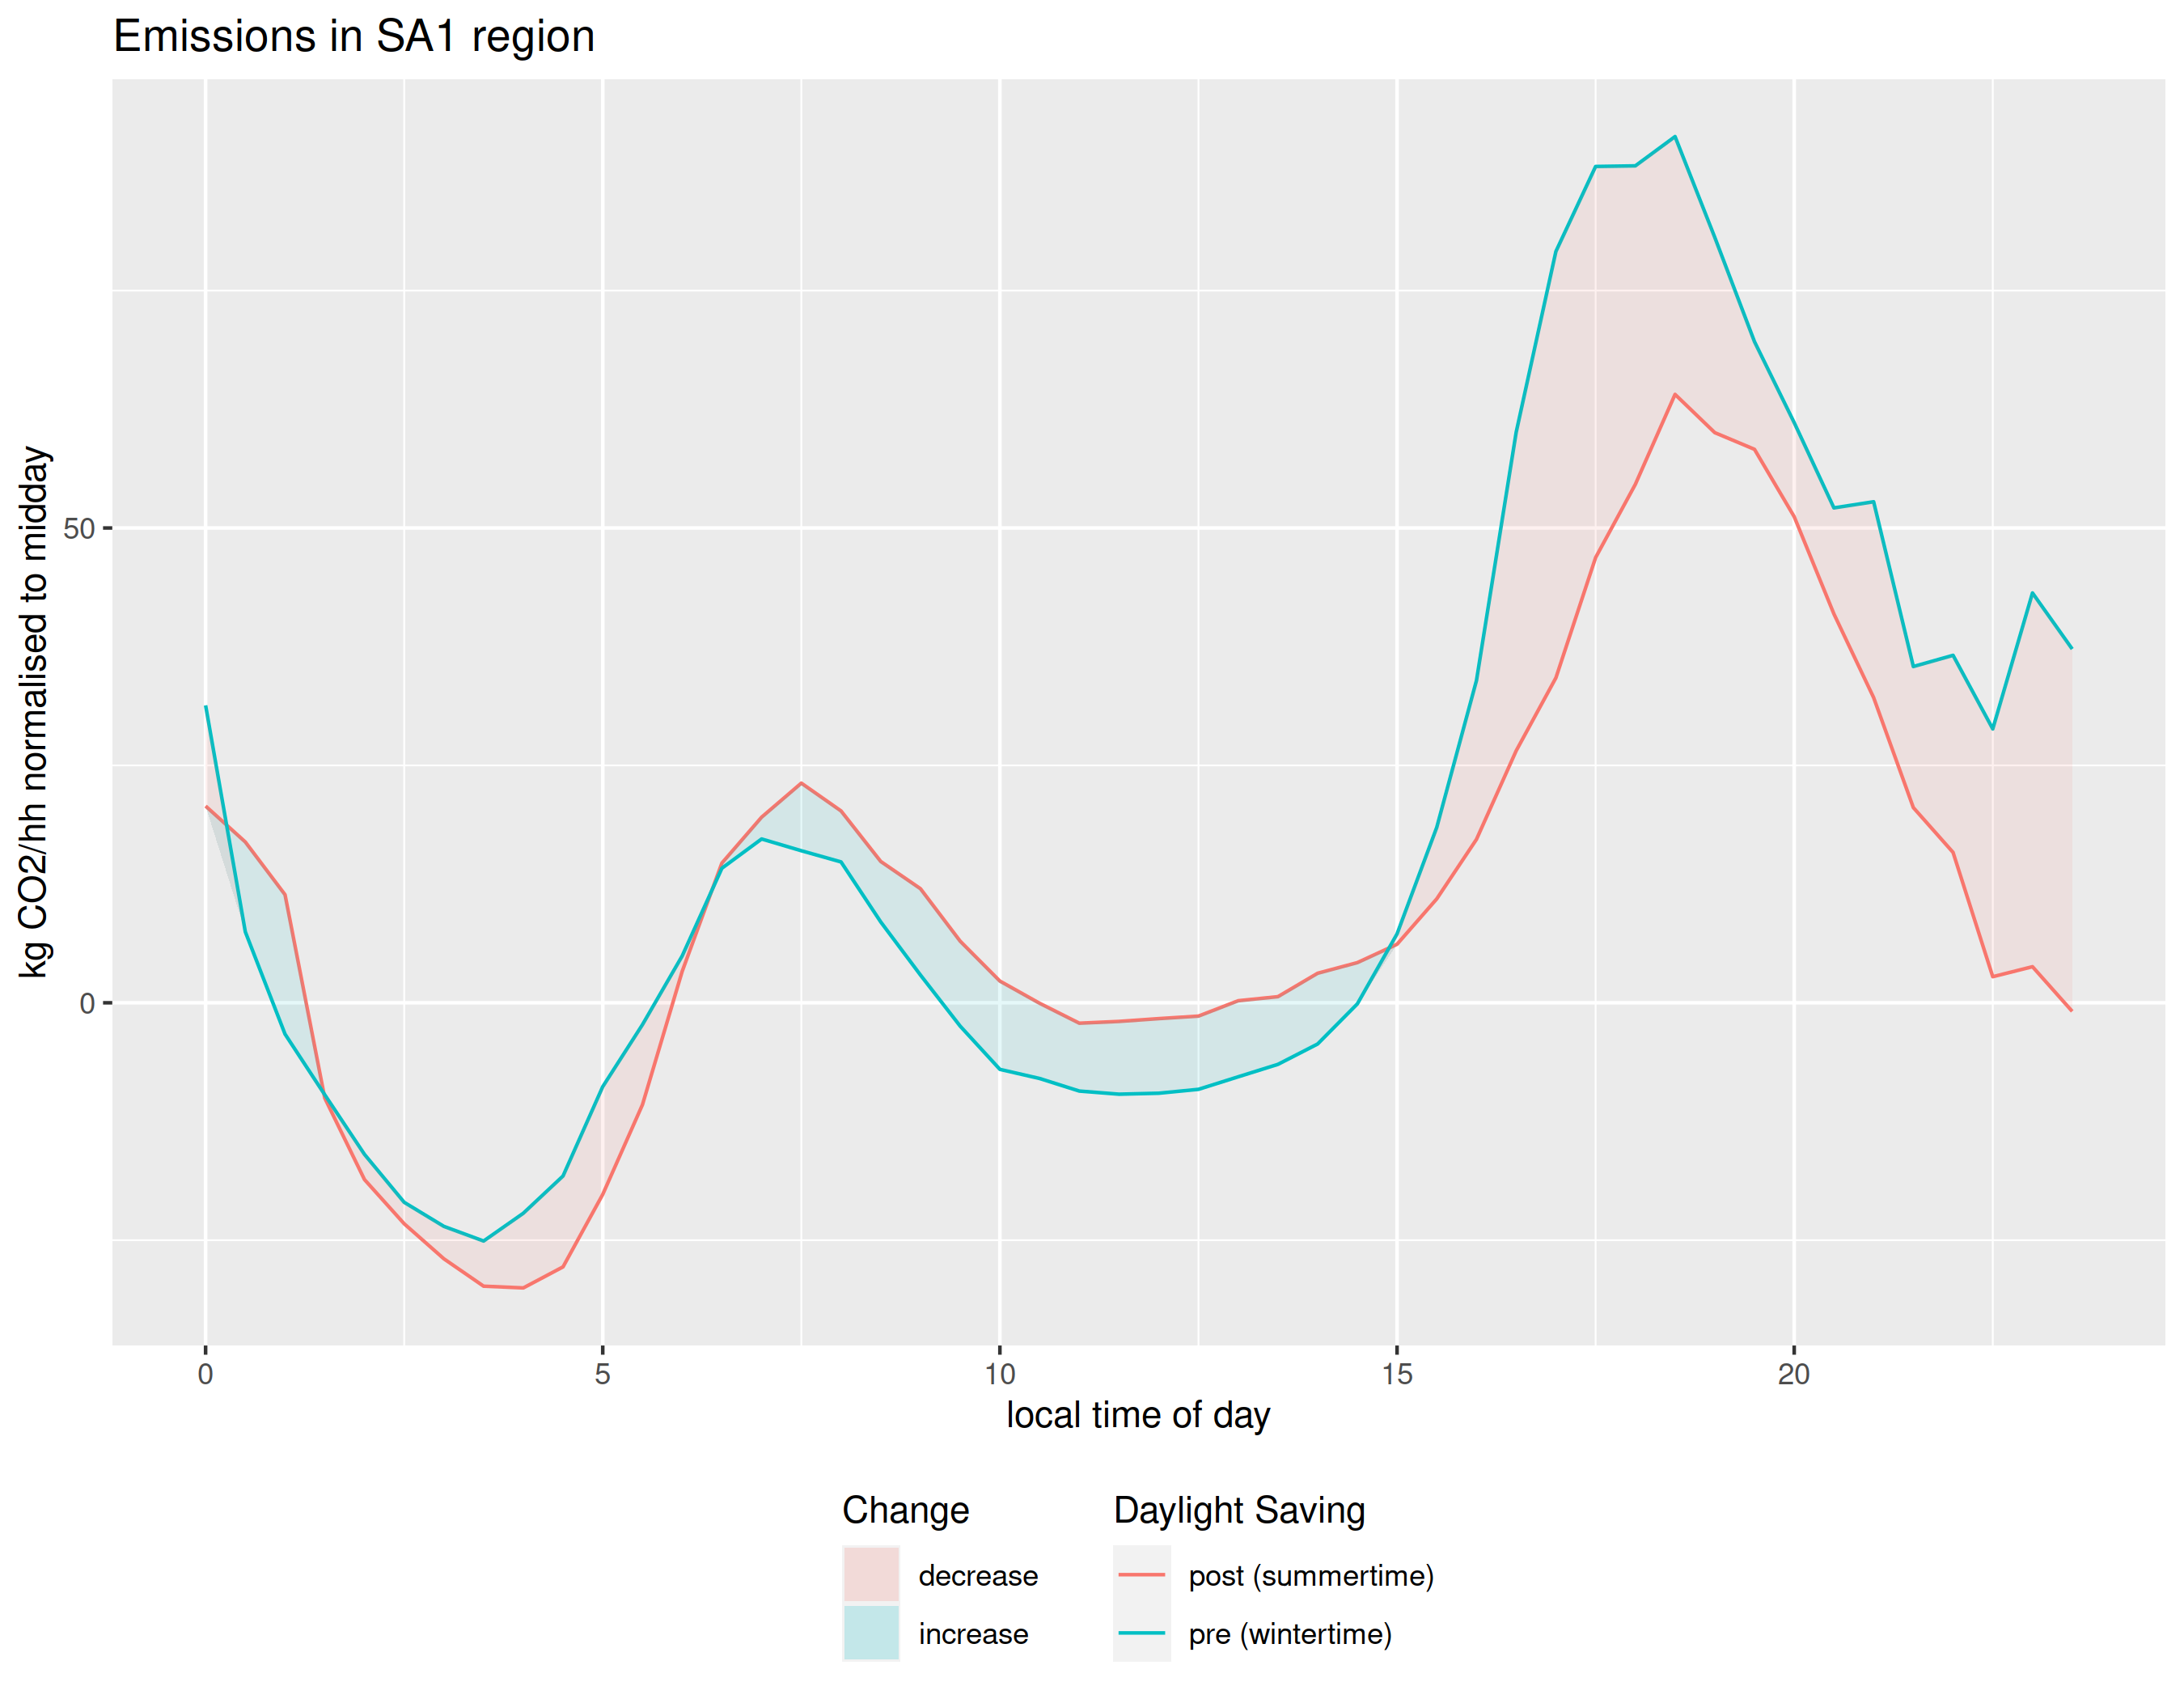 Emissions in SA1 region
kg CO2/hh normalised to midday
50
0
0
5
10
15
20
local time of day
Change
decrease
increase
Daylight Saving
post (summertime)
pre (wintertime)